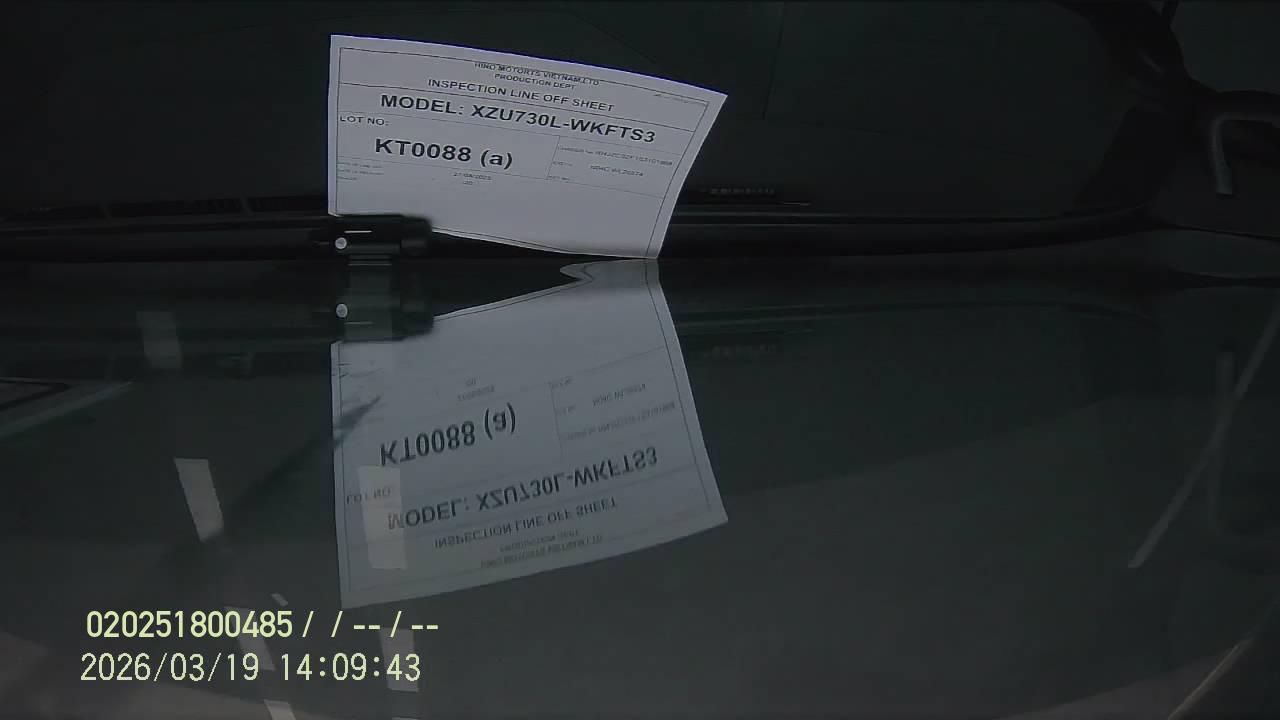 HINO MOTORTS VIETNAM,LTD
PRODUCTION DEPT
INSPECTION LINE OFF SHEET
MODEL: XZU730L-WKFTS3
LOT NO:
KT0088 (a)
020251800485 / / -- / --
2026/03/19 14:09:43